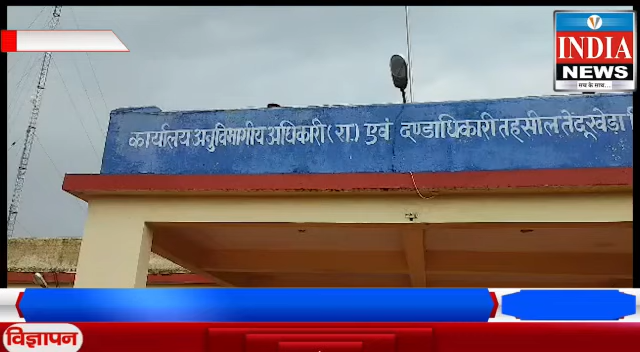 INDIA
NEWS
सच के साथ...
कार्यालय अनुविभागीय अधिकारी (रा.) एवं दण्डाधिकारी तहसील तेंदूखेड़ा
विज्ञापन